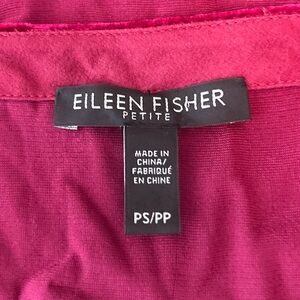 EILEEN FISHER
PETITE
MADE IN
CHINA/
FABRIQUÉ
EN CHINE
PS/PP